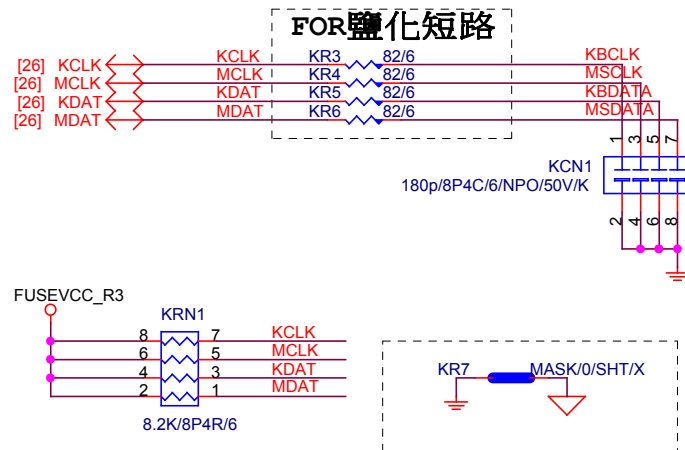 FOR鹽化短路
[26] KCLK KCLK KR3 82/6 KBCLK
[26] MCLK MCLK KR4 82/6 MSCLK
[26] KDAT KDAT KR5 82/6 KBDATA
[26] MDAT MDAT KR6 82/6 MSDATA
1 3 5 7
KCN1
180p/8P4C/6/NPO/50V/K
2 4 6 8
FUSEVCC_R3
KRN1
8 7 KCLK
6 5 MCLK
4 3 KDAT
2 1 MDAT
8.2K/8P4R/6
KR7 MASK/0/SHT/X